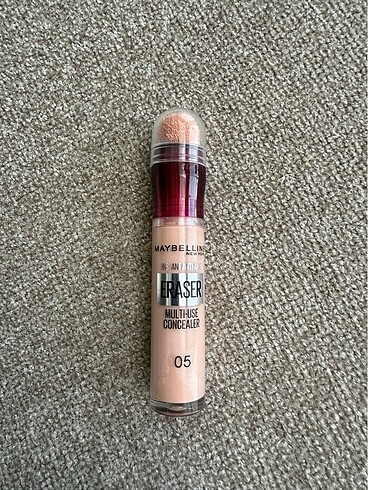 MAYBELLINE
NEW YORK
ERASER
MULTI-USE
CONCEALER
05